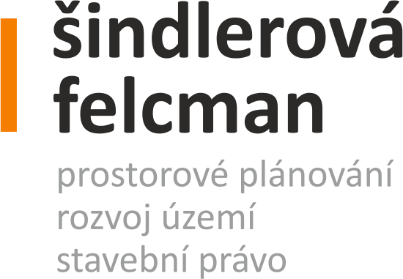 šindlerová
felcman
prostorové plánování
rozvoj území
stavební právo